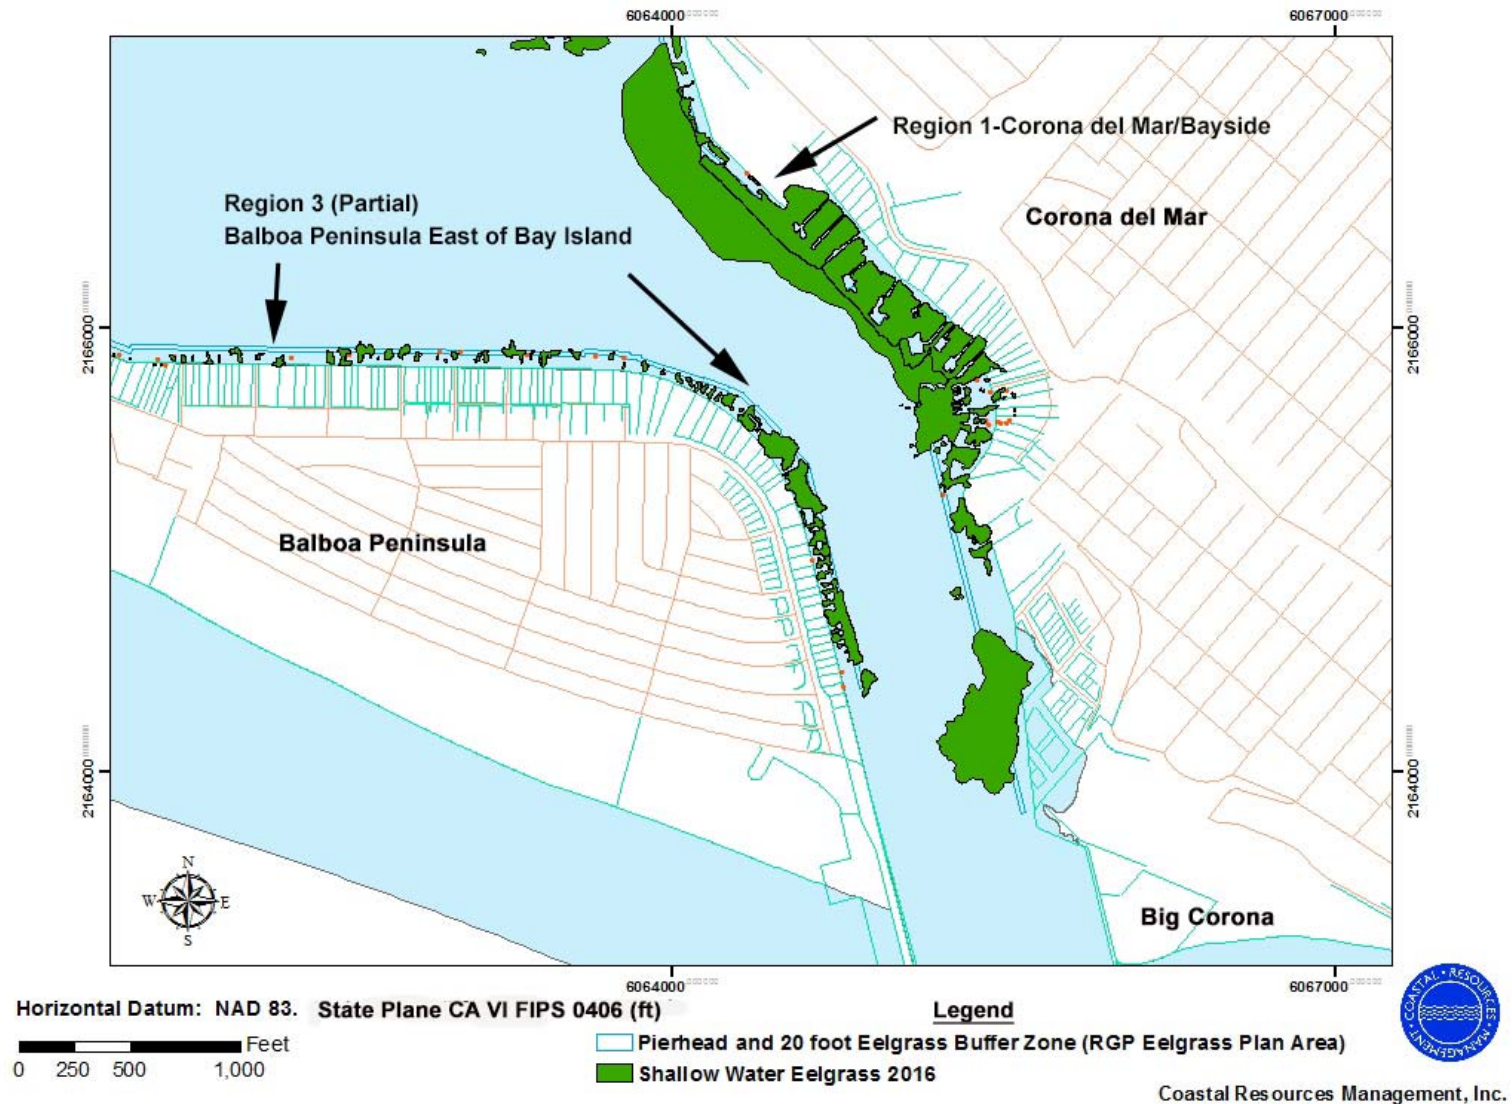 6064000
6067000
Region 1-Corona del Mar/Bayside
Region 3 (Partial)
Balboa Peninsula East of Bay Island
Corona del Mar
2166000
2166000
Balboa Peninsula
2164000
2164000
N
W E
S
Big Corona
6064000
6067000
Horizontal Datum: NAD 83. State Plane CA VI FIPS 0406 (ft)
Legend
Feet
0 250 500 1,000
Pierhead and 20 foot Eelgrass Buffer Zone (RGP Eelgrass Plan Area)
Shallow Water Eelgrass 2016
COASTAL • RESOURCES • MANAGEMENT •
Coastal Resources Management, Inc.